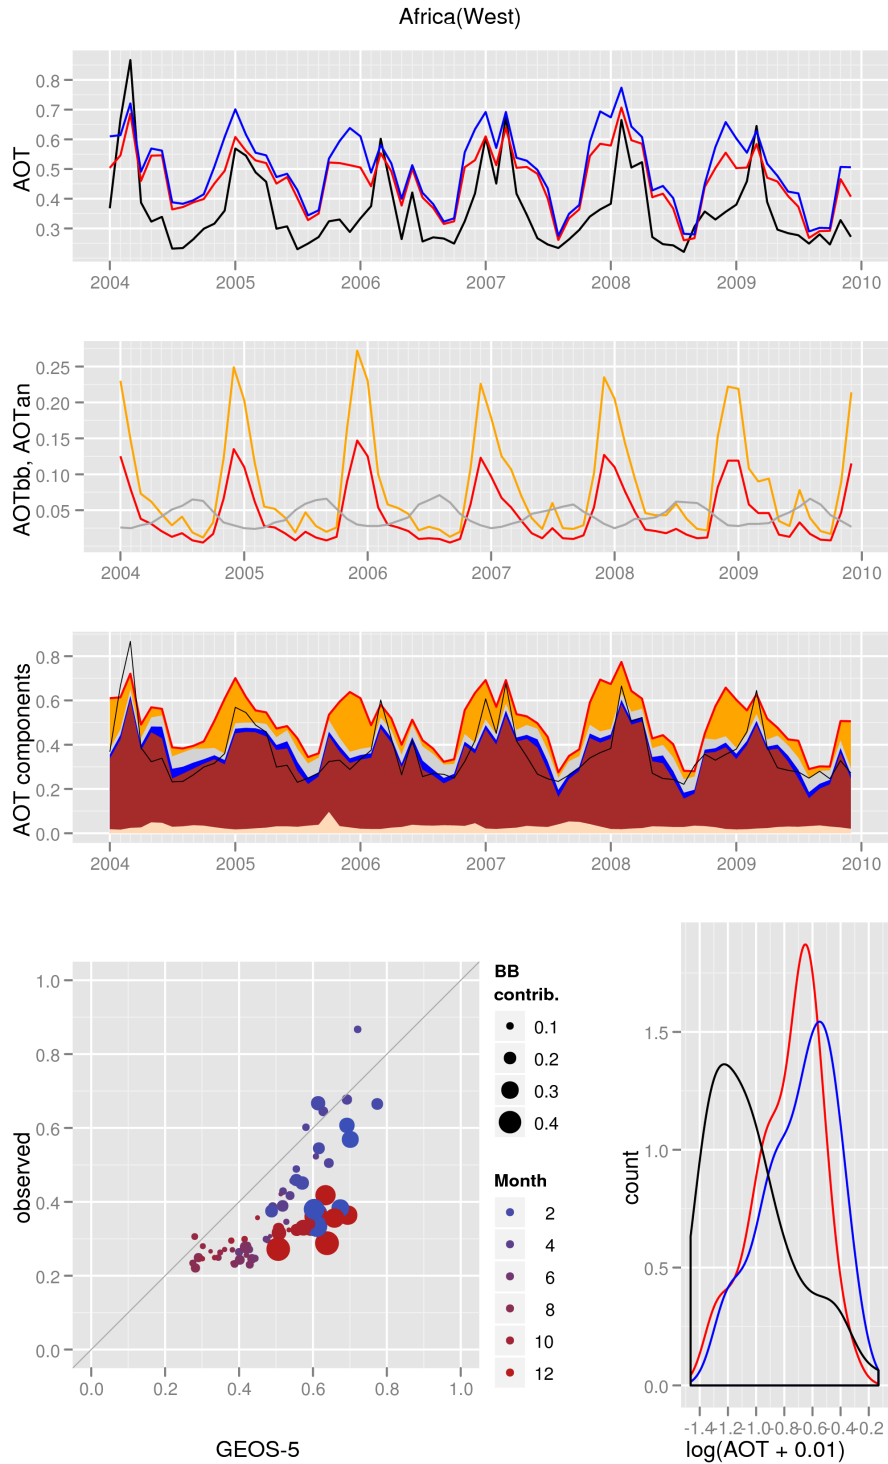 Africa(West)
AOT
0.8
0.7
0.6
0.5
0.4
0.3
2004 2005 2006 2007 2008 2009 2010
AOTbb, AOTan
0.25
0.20
0.15
0.10
0.05
2004 2005 2006 2007 2008 2009 2010
AOT components
0.8
0.6
0.4
0.2
0.0
2004 2005 2006 2007 2008 2009 2010
observed
1.0
0.8
0.6
0.4
0.2
0.0
0.0 0.2 0.4 0.6 0.8 1.0
GEOS-5
BB
contrib.
0.1
0.2
0.3
0.4
Month
2
4
6
8
10
12
count
1.5
1.0
0.5
0.0
-1.4 -1.2 -1.0 -0.8 -0.6 -0.4 -0.2
log(AOT + 0.01)